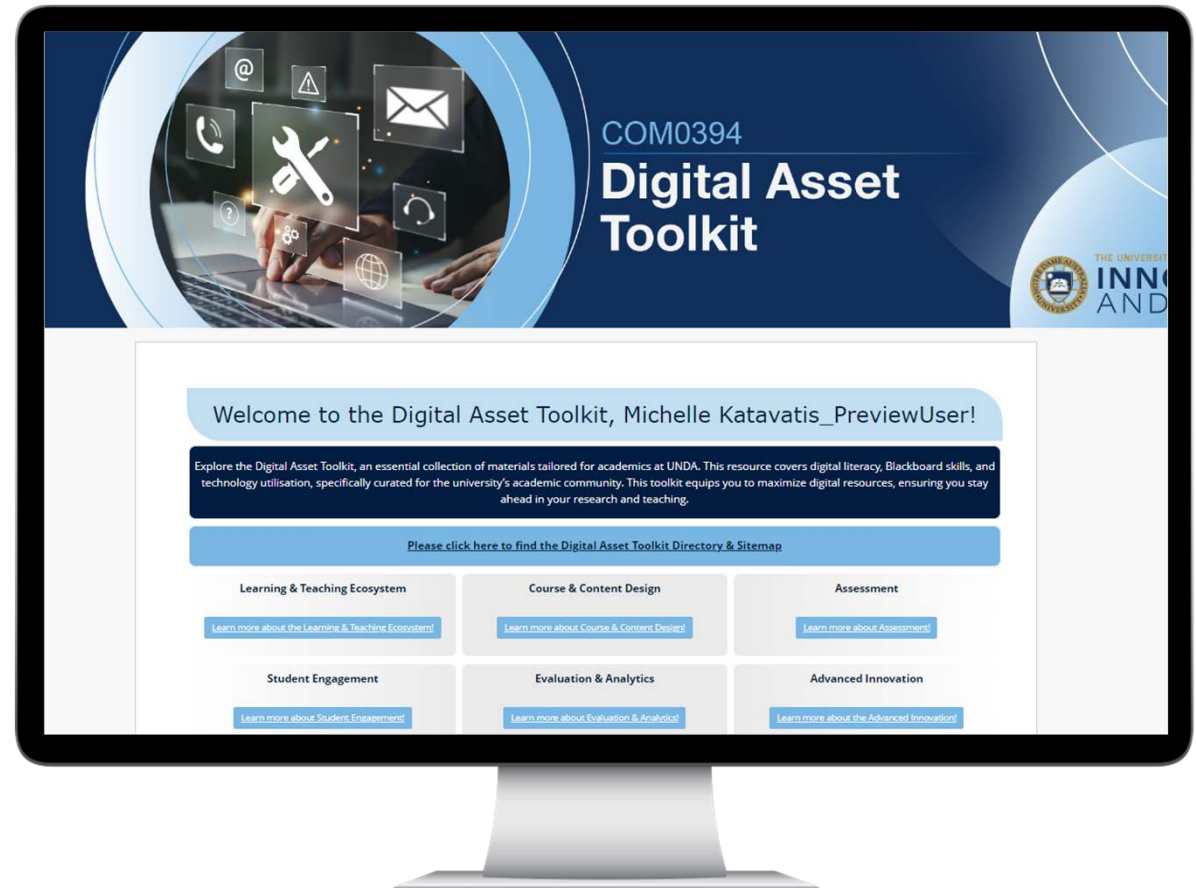 @
COM0394
Digital Asset
Toolkit
THE UNIVERSIT
INN
AND
NOTRE DAME AUSTRALIA
UNIVERSITY
Welcome to the Digital Asset Toolkit, Michelle Katavatis_PreviewUser!
Explore the Digital Asset Toolkit, an essential collection of materials tailored for academics at UNDA. This resource covers digital literacy, Blackboard skills, and
technology utilisation, specifically curated for the university's academic community. This toolkit equips you to maximize digital resources, ensuring you stay
ahead in your research and teaching.
Please click here to find the Digital Asset Toolkit Directory & Sitemap
Learning & Teaching Ecosystem
Course & Content Design
Assessment
Learn more about the Learning & Teaching Ecosystem!
Learn more about Course & Content Design!
Learn more about Assessment!
Student Engagement
Evaluation & Analytics
Advanced Innovation
Learn more about Student Engagement!
Learn more about Evaluation & Analytics!
Learn more about the Advanced Innovation!